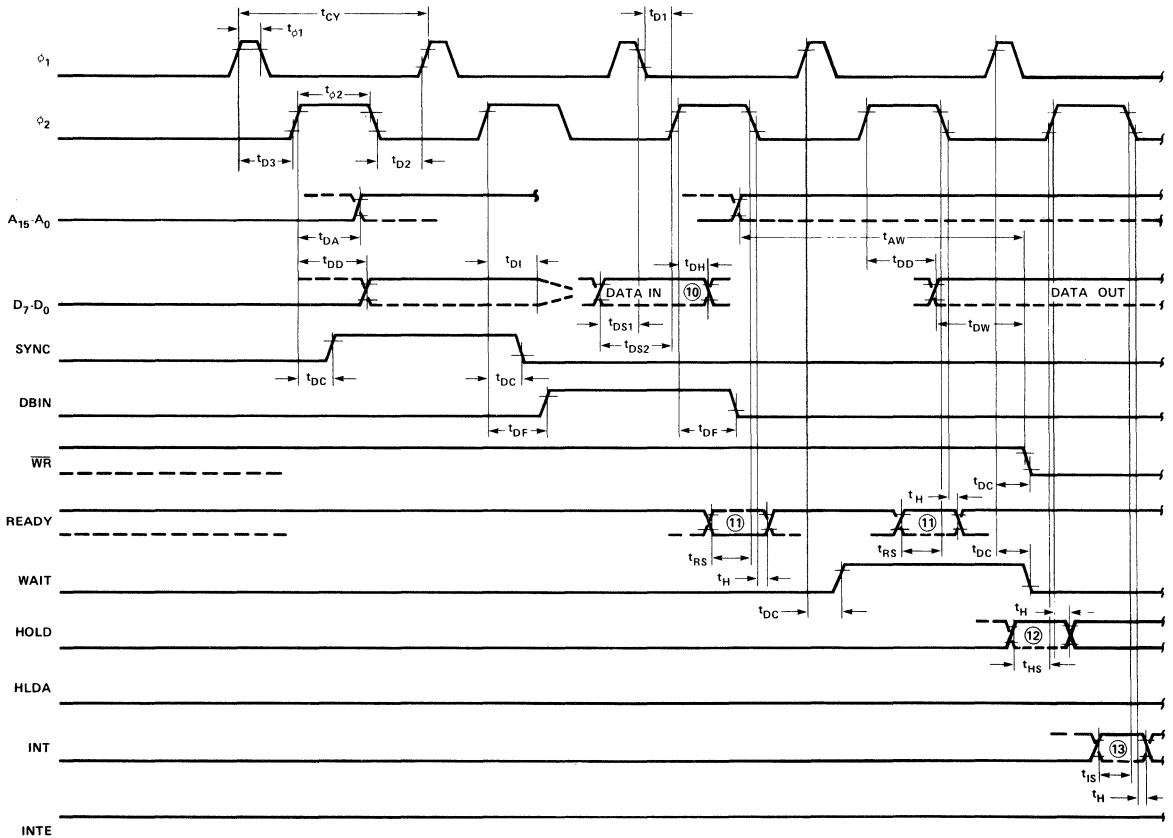 tCY
tφ1
tD1
φ1
tφ2
φ2
tD3
tD2
A15-A0
tDA
tAW
tDD
tDI
tDH
tDD
D7-D0
DATA IN
⑩
DATA OUT
tDS1
tDW
tDS2
SYNC
tDC
tDC
DBIN
tDF
tDF
WR
tDC
tH
READY
⑪
⑪
tRS
tRS
tDC
WAIT
tH
tDC
tH
HOLD
⑫
tHS
HLDA
INT
⑬
tIS
tH
INTE